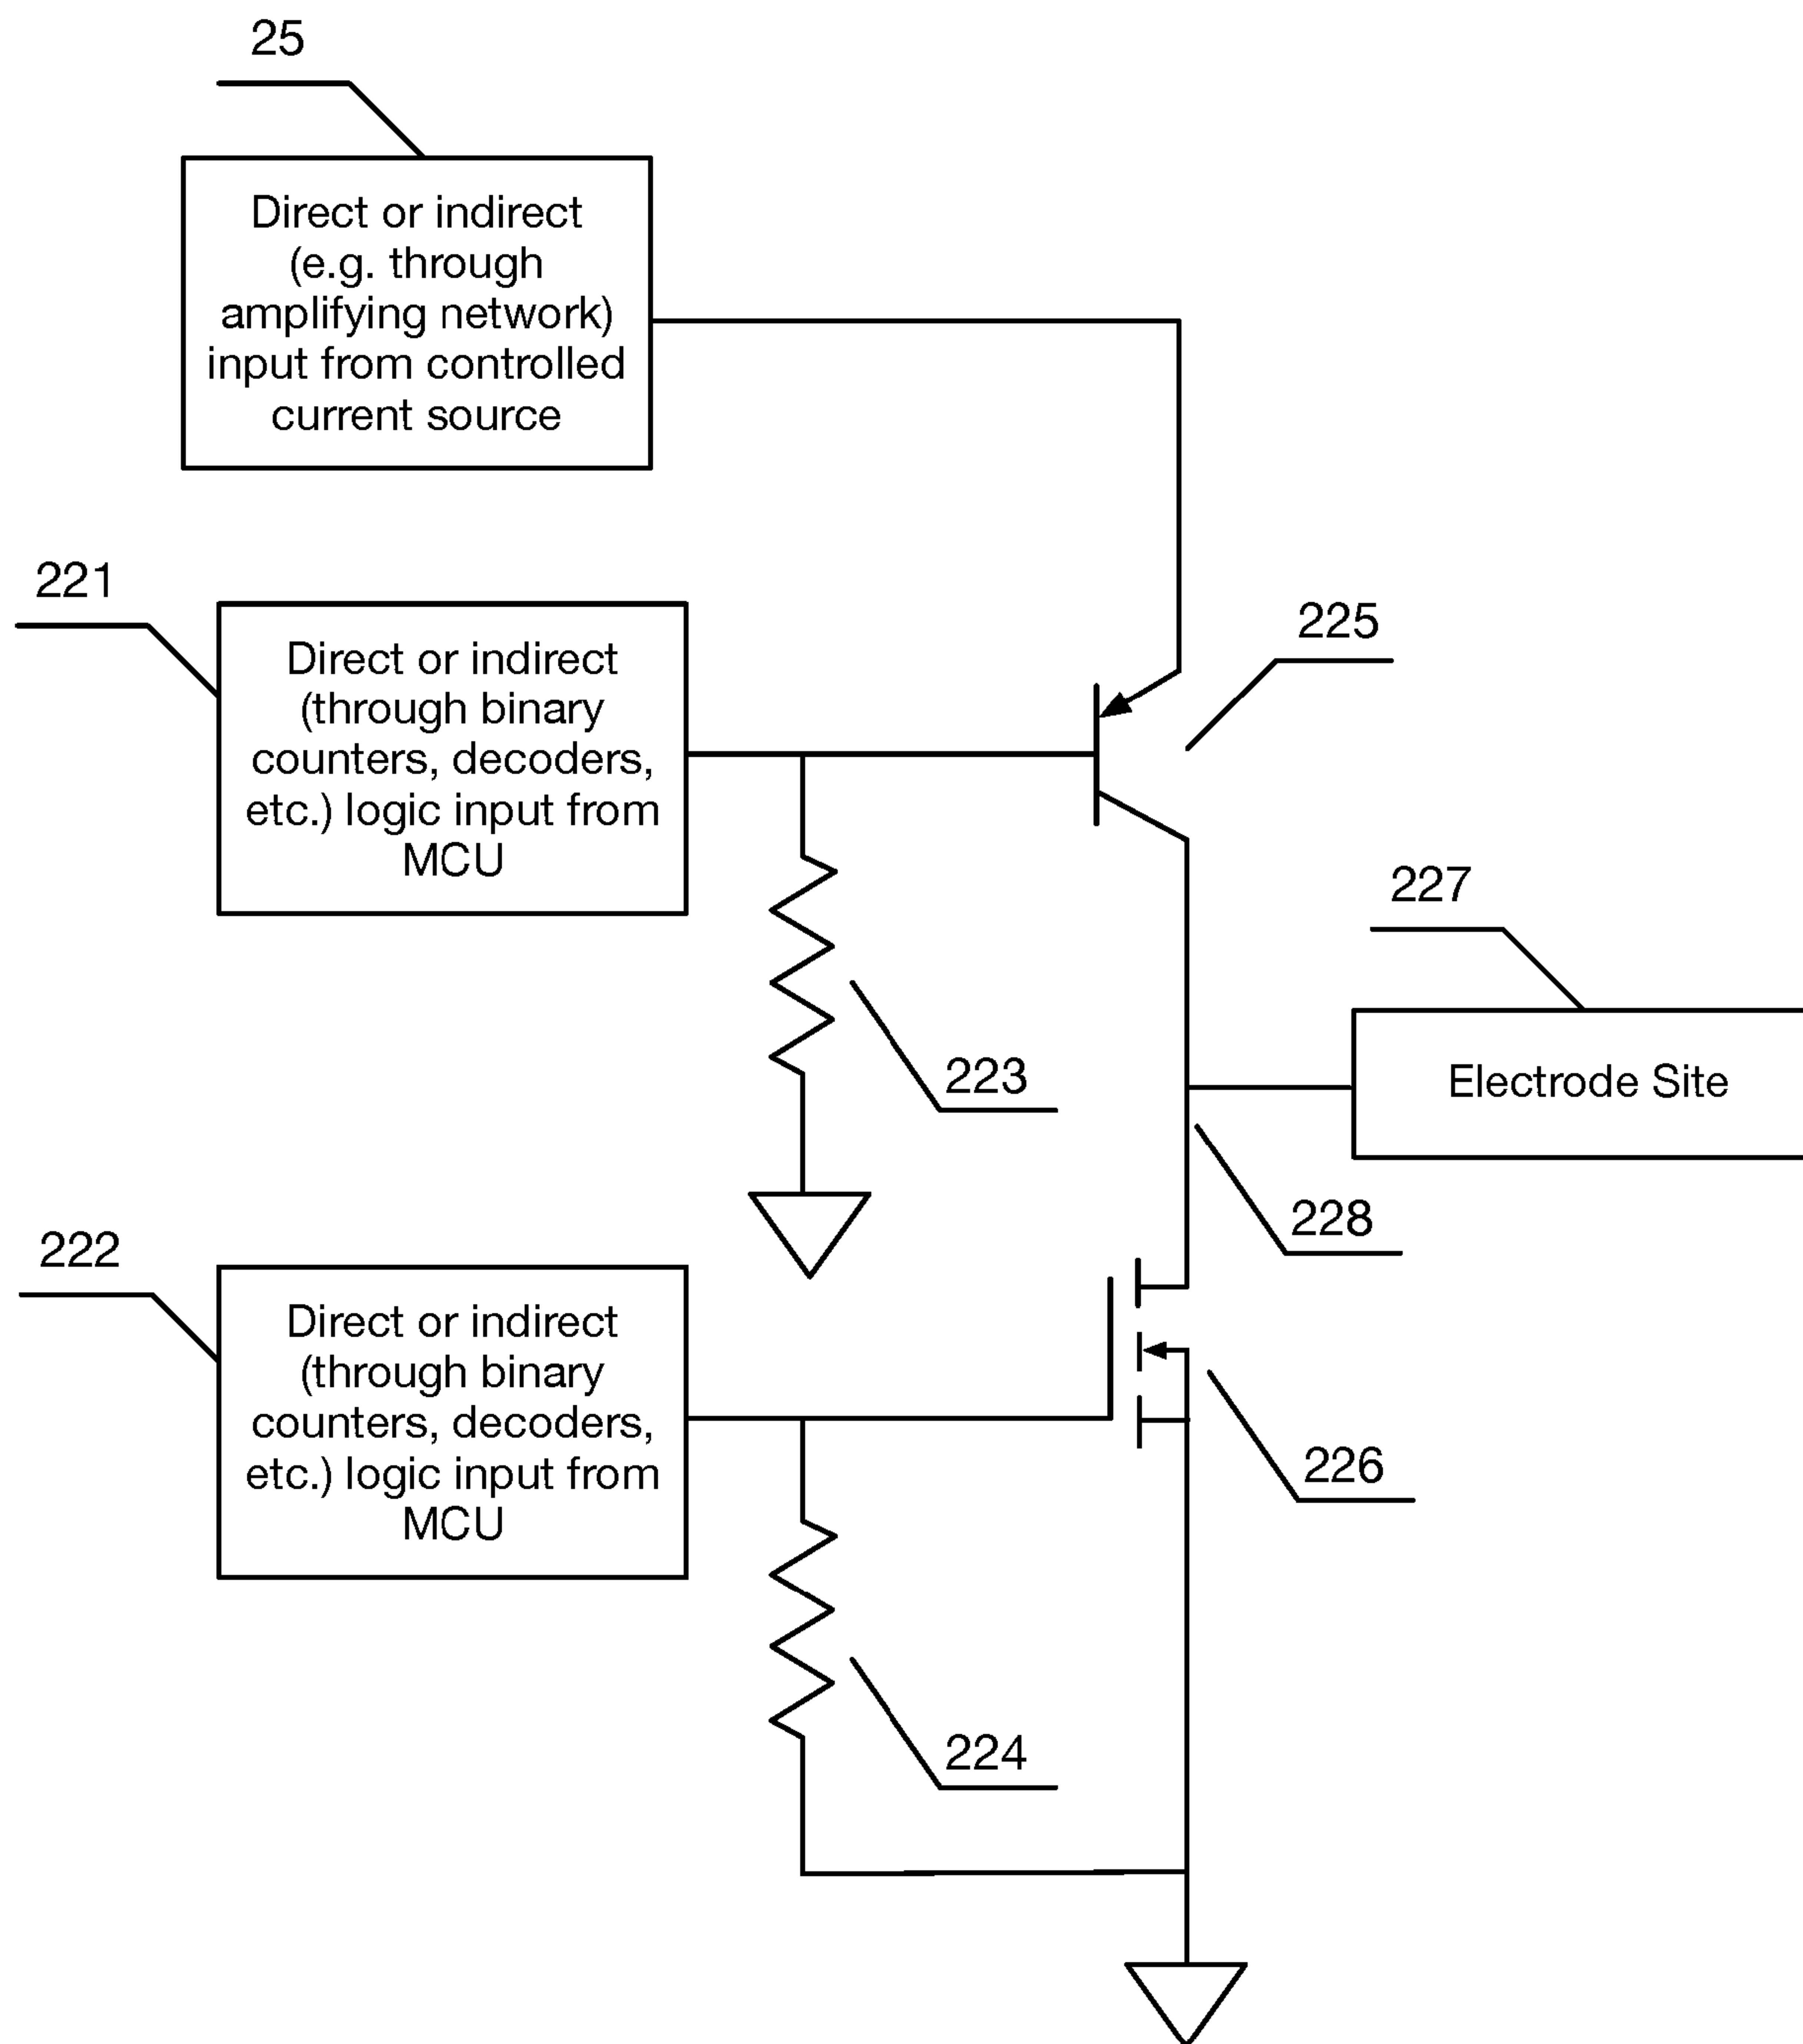 25
Direct or indirect
(e.g. through
amplifying network)
input from controlled
current source
221
Direct or indirect
(through binary
counters, decoders,
etc.) logic input from
MCU
225
227
Electrode Site
223
228
222
Direct or indirect
(through binary
counters, decoders,
etc.) logic input from
MCU
226
224